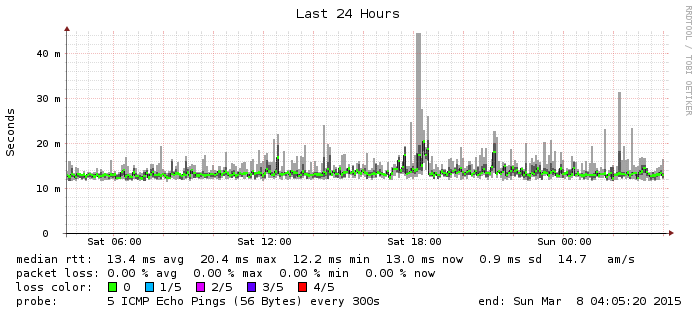 Last 24 Hours
RRDTOOL / TOBI OETIKER
Seconds
40 m
30 m
20 m
10 m
0
Sat 06:00 Sat 12:00 Sat 18:00 Sun 00:00
median rtt: 13.4 ms avg 20.4 ms max 12.2 ms min 13.0 ms now 0.9 ms sd 14.7 am/s
packet loss: 0.00 % avg 0.00 % max 0.00 % min 0.00 % now
loss color: 0 1/5 2/5 3/5 4/5
probe: 5 ICMP Echo Pings (56 Bytes) every 300s end: Sun Mar 8 04:05:20 2015